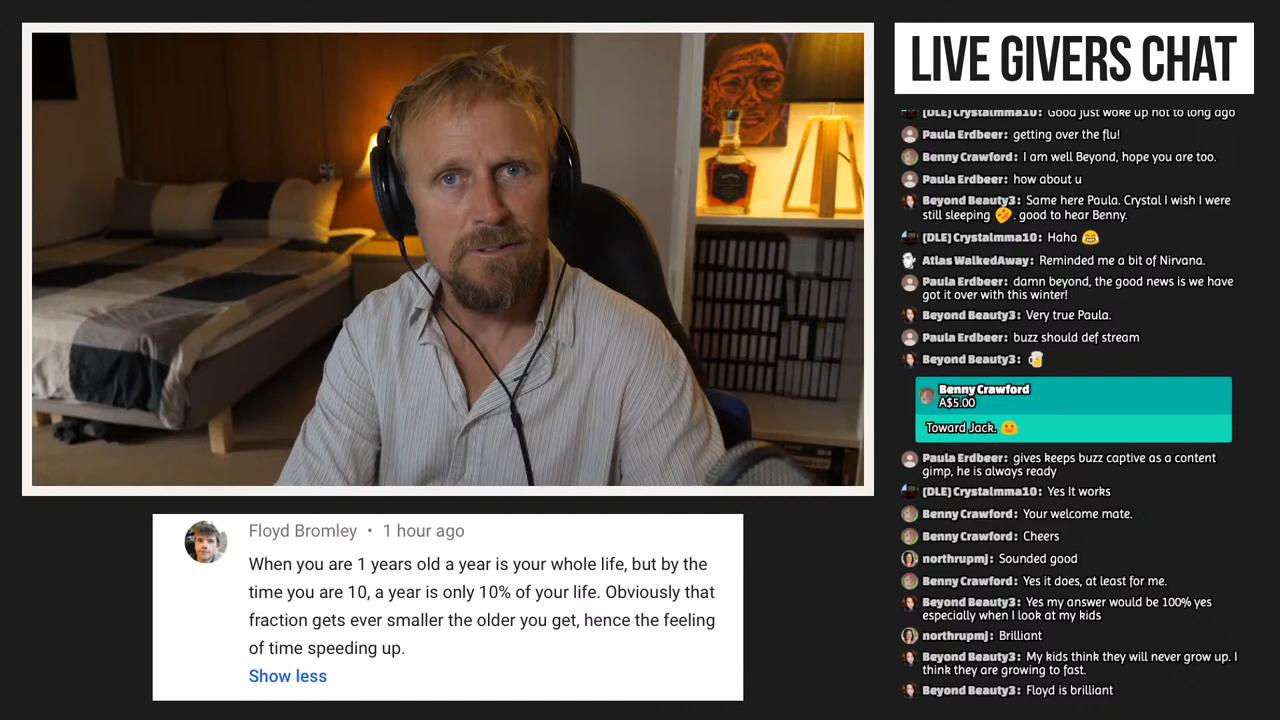 LIVE GIVERS CHAT
[DLE] Crystalmma10: Good just woke up not to long ago
Paula Erdbeer: getting over the flu!
Benny Crawford: I am well Beyond, hope you are too.
Paula Erdbeer: how about u
Beyond Beauty3: Same here Paula. Crystal I wish I were
still sleeping 🤧. good to hear Benny.
[DLE] Crystalmma10: Haha 😂
Atlas WalkedAway: Reminded me a bit of Nirvana.
Paula Erdbeer: damn beyond, the good news is we have
got it over with this winter!
Beyond Beauty3: Very true Paula.
Paula Erdbeer: buzz should def stream
Beyond Beauty3: 🍺
Benny Crawford
A$5.00
Toward Jack. 🙂
Paula Erdbeer: gives keeps buzz captive as a content
gimp, he is always ready
[DLE] Crystalmma10: Yes It works
Benny Crawford: Your welcome mate.
Benny Crawford: Cheers
northrupmj: Sounded good
Benny Crawford: Yes it does, at least for me.
Beyond Beauty3: Yes my answer would be 100% yes
especially when I look at my kids
northrupmj: Brilliant
Beyond Beauty3: My kids think they will never grow up. I
think they are growing to fast.
Beyond Beauty3: Floyd is brilliant
Floyd Bromley • 1 hour ago
When you are 1 years old a year is your whole life, but by the
time you are 10, a year is only 10% of your life. Obviously that
fraction gets ever smaller the older you get, hence the feeling
of time speeding up.
Show less